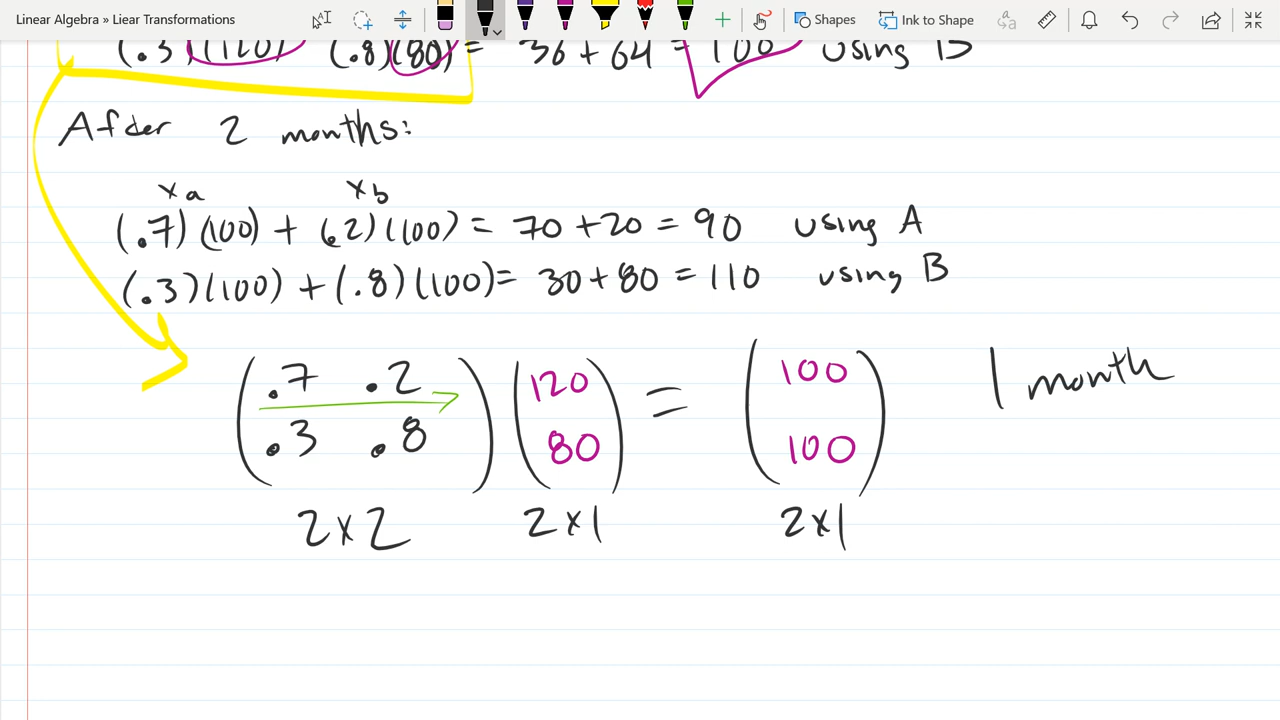 Linear Algebra » Liear Transformations
Shapes
Ink to Shape
(.3)(120) (.8)(80) = 36 + 64 = 100 using B
After 2 months:
xa xb
(.7)(100) + (.2)(100) = 70 + 20 = 90 using A
(.3)(100) + (.8)(100) = 30 + 80 = 110 using B
.7 .2 120 = 100 1 month
.3 .8 80 100
2x2 2x1 2x1